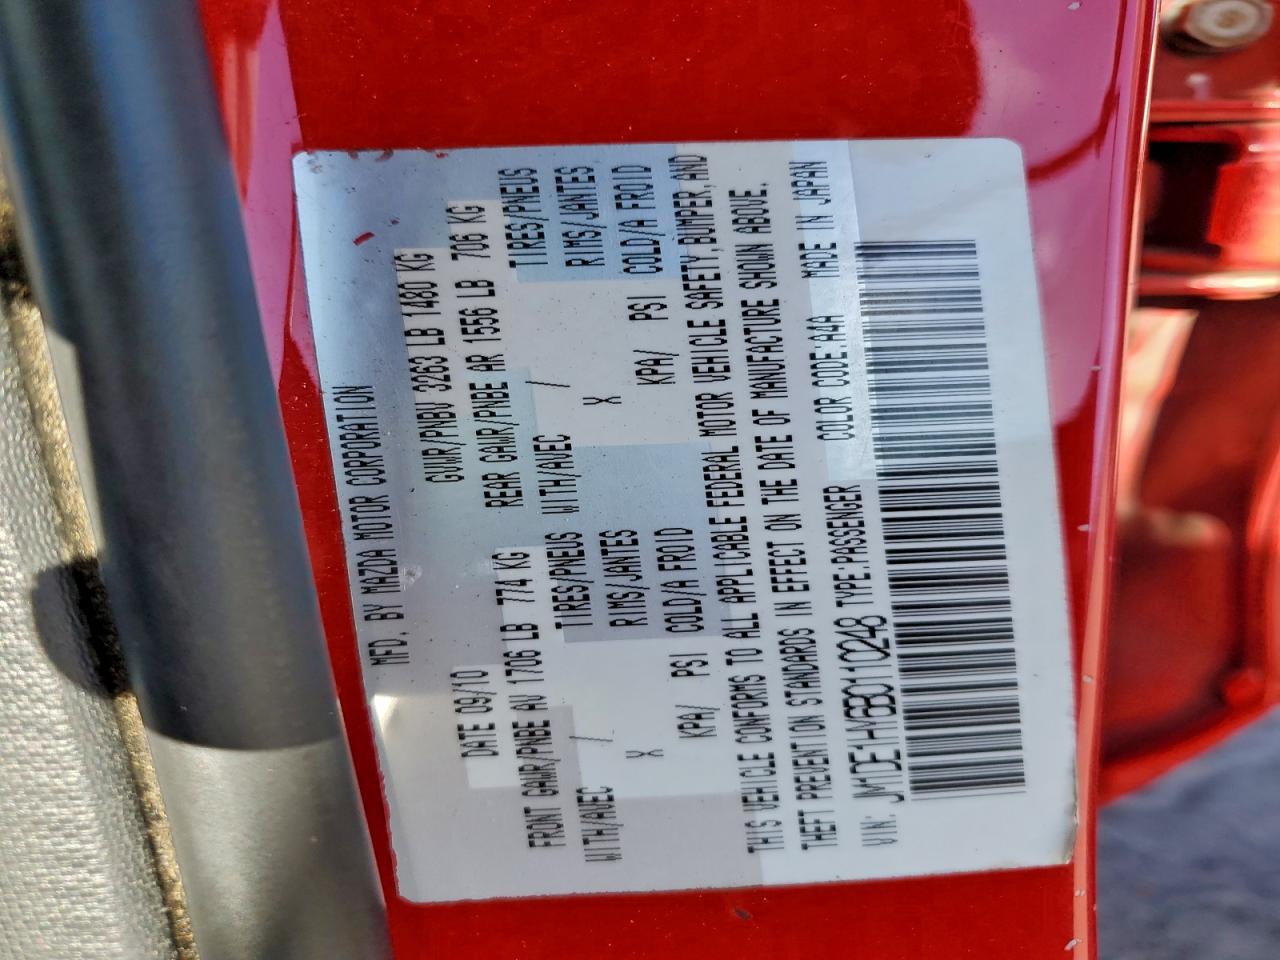 MFD. BY MAZDA MOTOR CORPORATION
DATE 09/10 GVWR/PNBV 3263 LB 1480 KG
FRONT GAWR/PNBE AV 1706 LB 774 KG REAR GAWR/PNBE AR 1556 LB 706 KG
WITH/AVEC / TIRES/PNEUS WITH/AVEC / TIRES/PNEUS
X RIMS/JANTES X RIMS/JANTES
KPA/ PSI COLD/A FROID KPA/ PSI COLD/A FROID
THIS VEHICLE CONFORMS TO ALL APPLICABLE FEDERAL MOTOR VEHICLE SAFETY, BUMPER, AND
THEFT PREVENTION STANDARDS IN EFFECT ON THE DATE OF MANUFACTURE SHOWN ABOVE.
VIN: JM1DE1HY6B0110248 TYPE:PASSENGER COLOR CODE:A4A MADE IN JAPAN